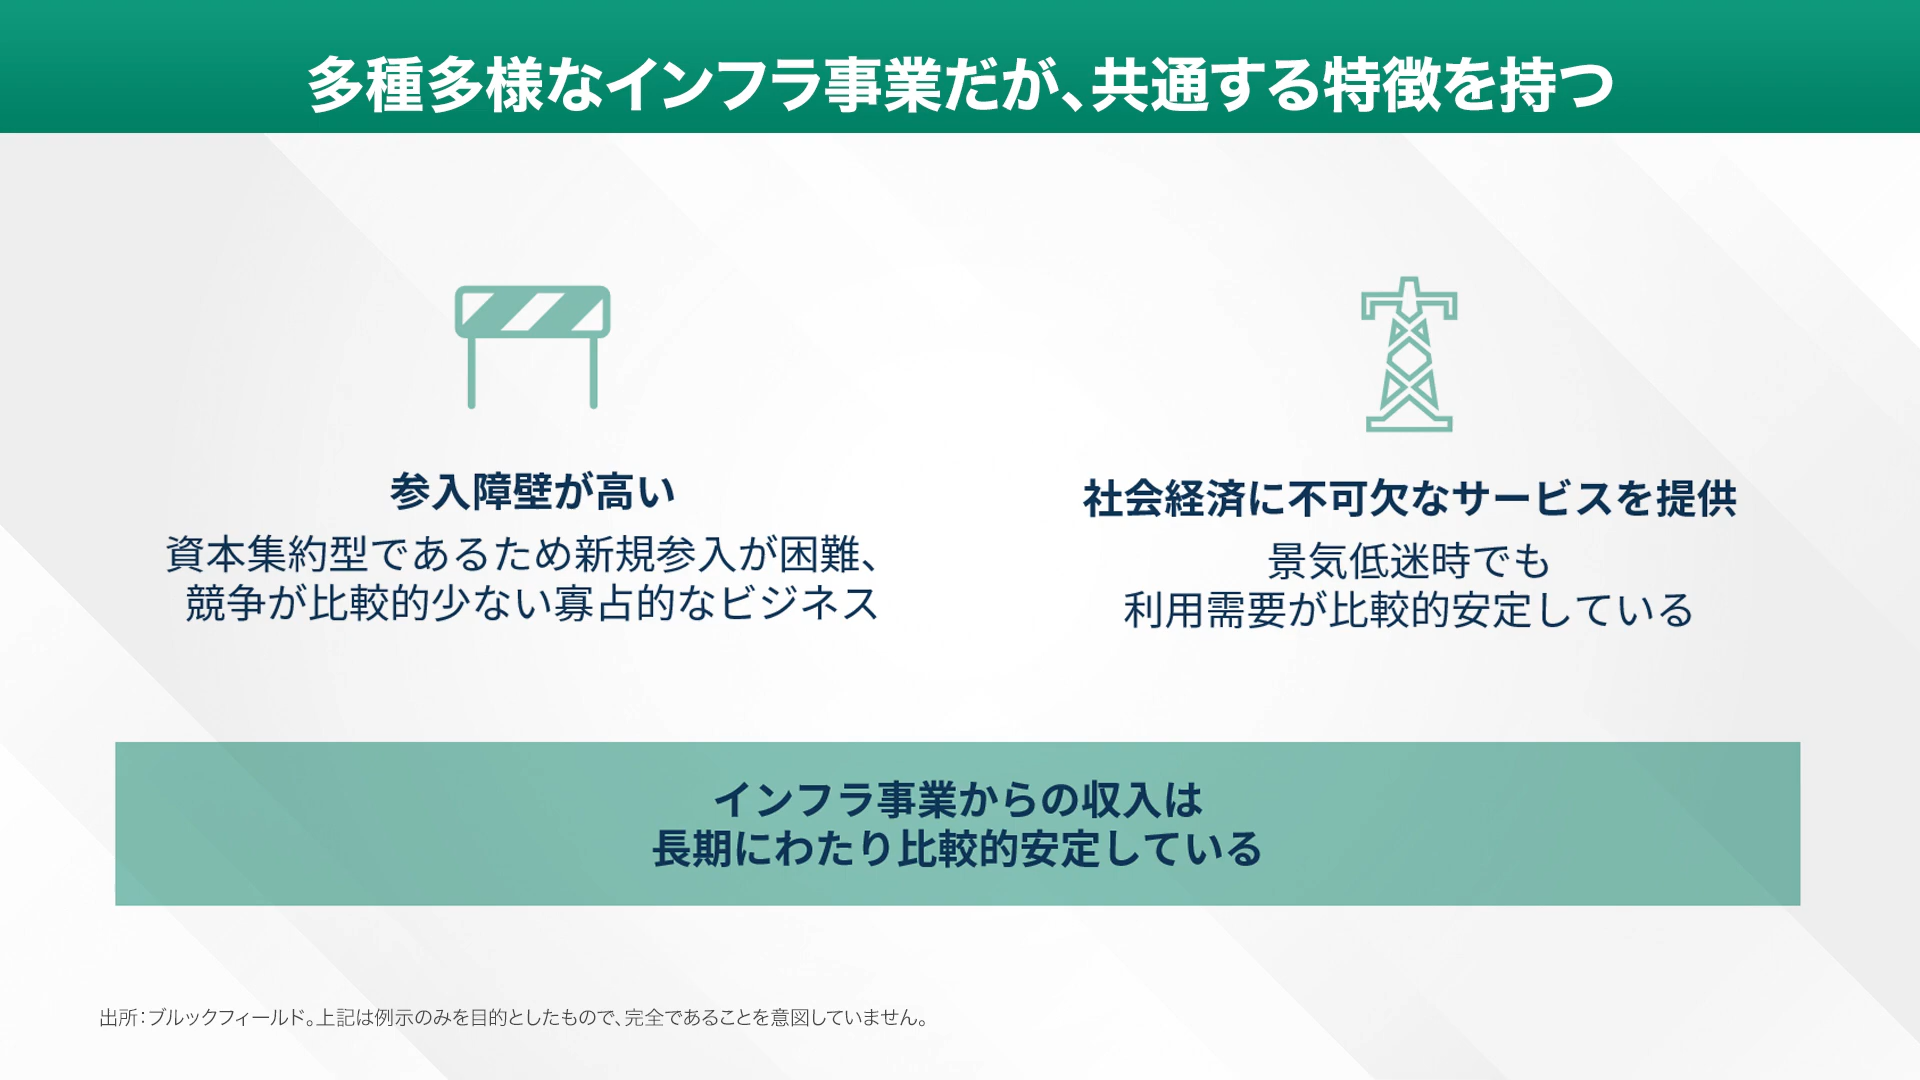 多種多様なインフラ事業だが、共通する特徴を持つ
参入障壁が高い
資本集約型であるため新規参入が困難、
競争が比較的少ない寡占的なビジネス
社会経済に不可欠なサービスを提供
景気低迷時でも
利用需要が比較的安定している
インフラ事業からの収入は
長期にわたり比較的安定している
出所：ブルックフィールド。上記は例示のみを目的としたもので、完全であることを意図していません。